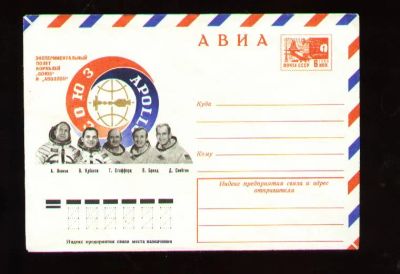 АВИА
ЭКСПЕРИМЕНТАЛЬНЫЙ
ПОЛЕТ
КОРАБЛЕЙ
„СОЮЗ"
И „АПОЛЛОН"
СОЮЗ
APOLLO
ПОЧТА СССР
6
КОП
Куда
Кому
А. Леонов В. Кубасов Т. Стаффорд В. Бранд Д. Слейтон
Индекс предприятия связи и адрес
отправителя
Индекс предприятия связи места назначения